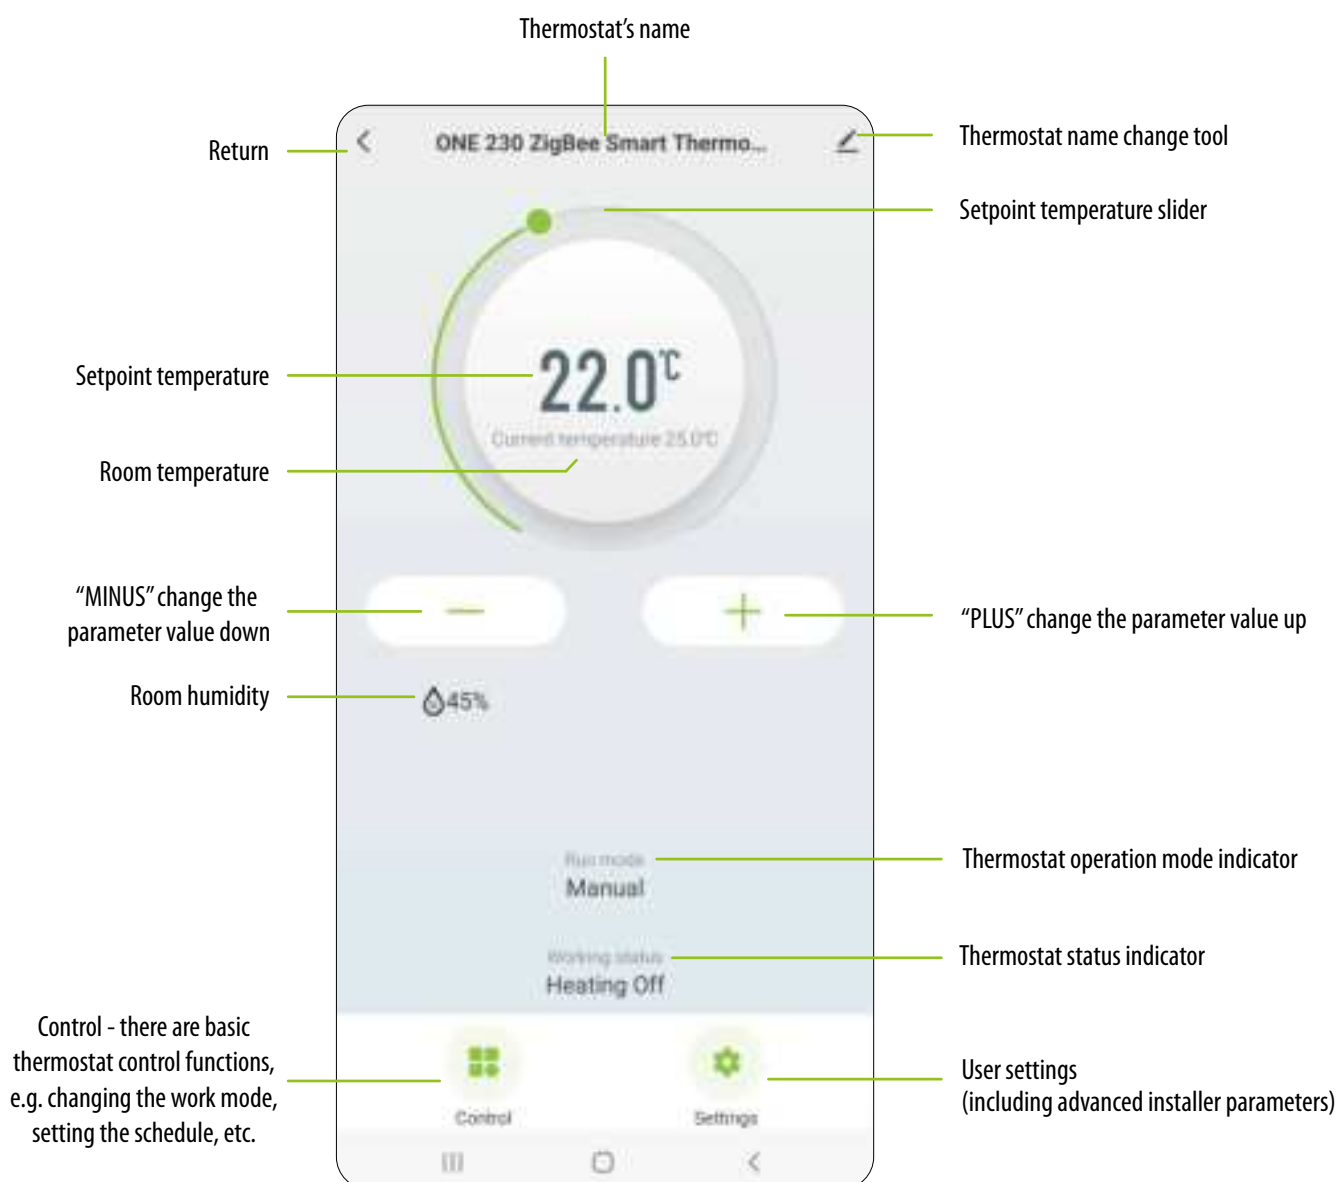 Thermostat's name
Return
ONE 230 ZigBee Smart Thermo...
Thermostat name change tool
Setpoint temperature slider
Setpoint temperature
22.0℃
Current temperature 25.0℃
Room temperature
“MINUS” change the
parameter value down
“PLUS” change the parameter value up
Room humidity
45%
Run mode
Manual
Thermostat operation mode indicator
Working status
Heating Off
Thermostat status indicator
Control - there are basic
thermostat control functions,
e.g. changing the work mode,
setting the schedule, etc.
Control
Settings
User settings
(including advanced installer parameters)